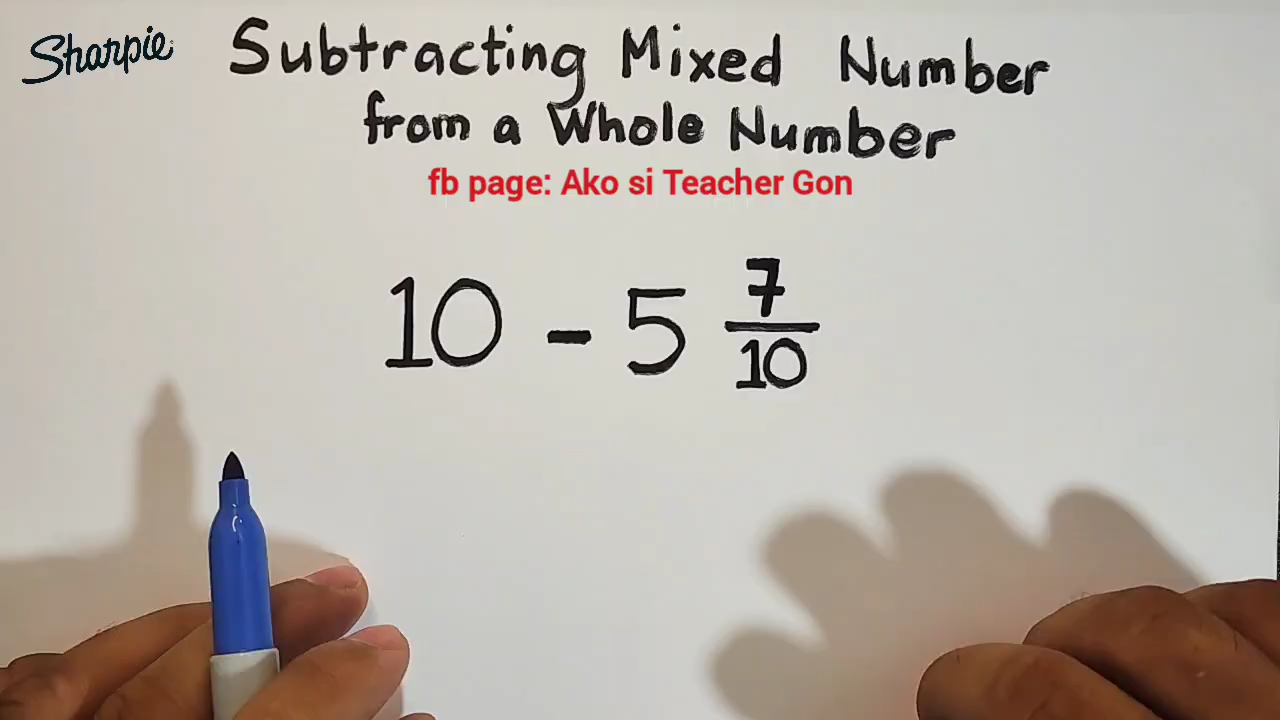 Sharpie
Subtracting Mixed Number
from a Whole Number
fb page: Ako si Teacher Gon
10 - 5 7/10